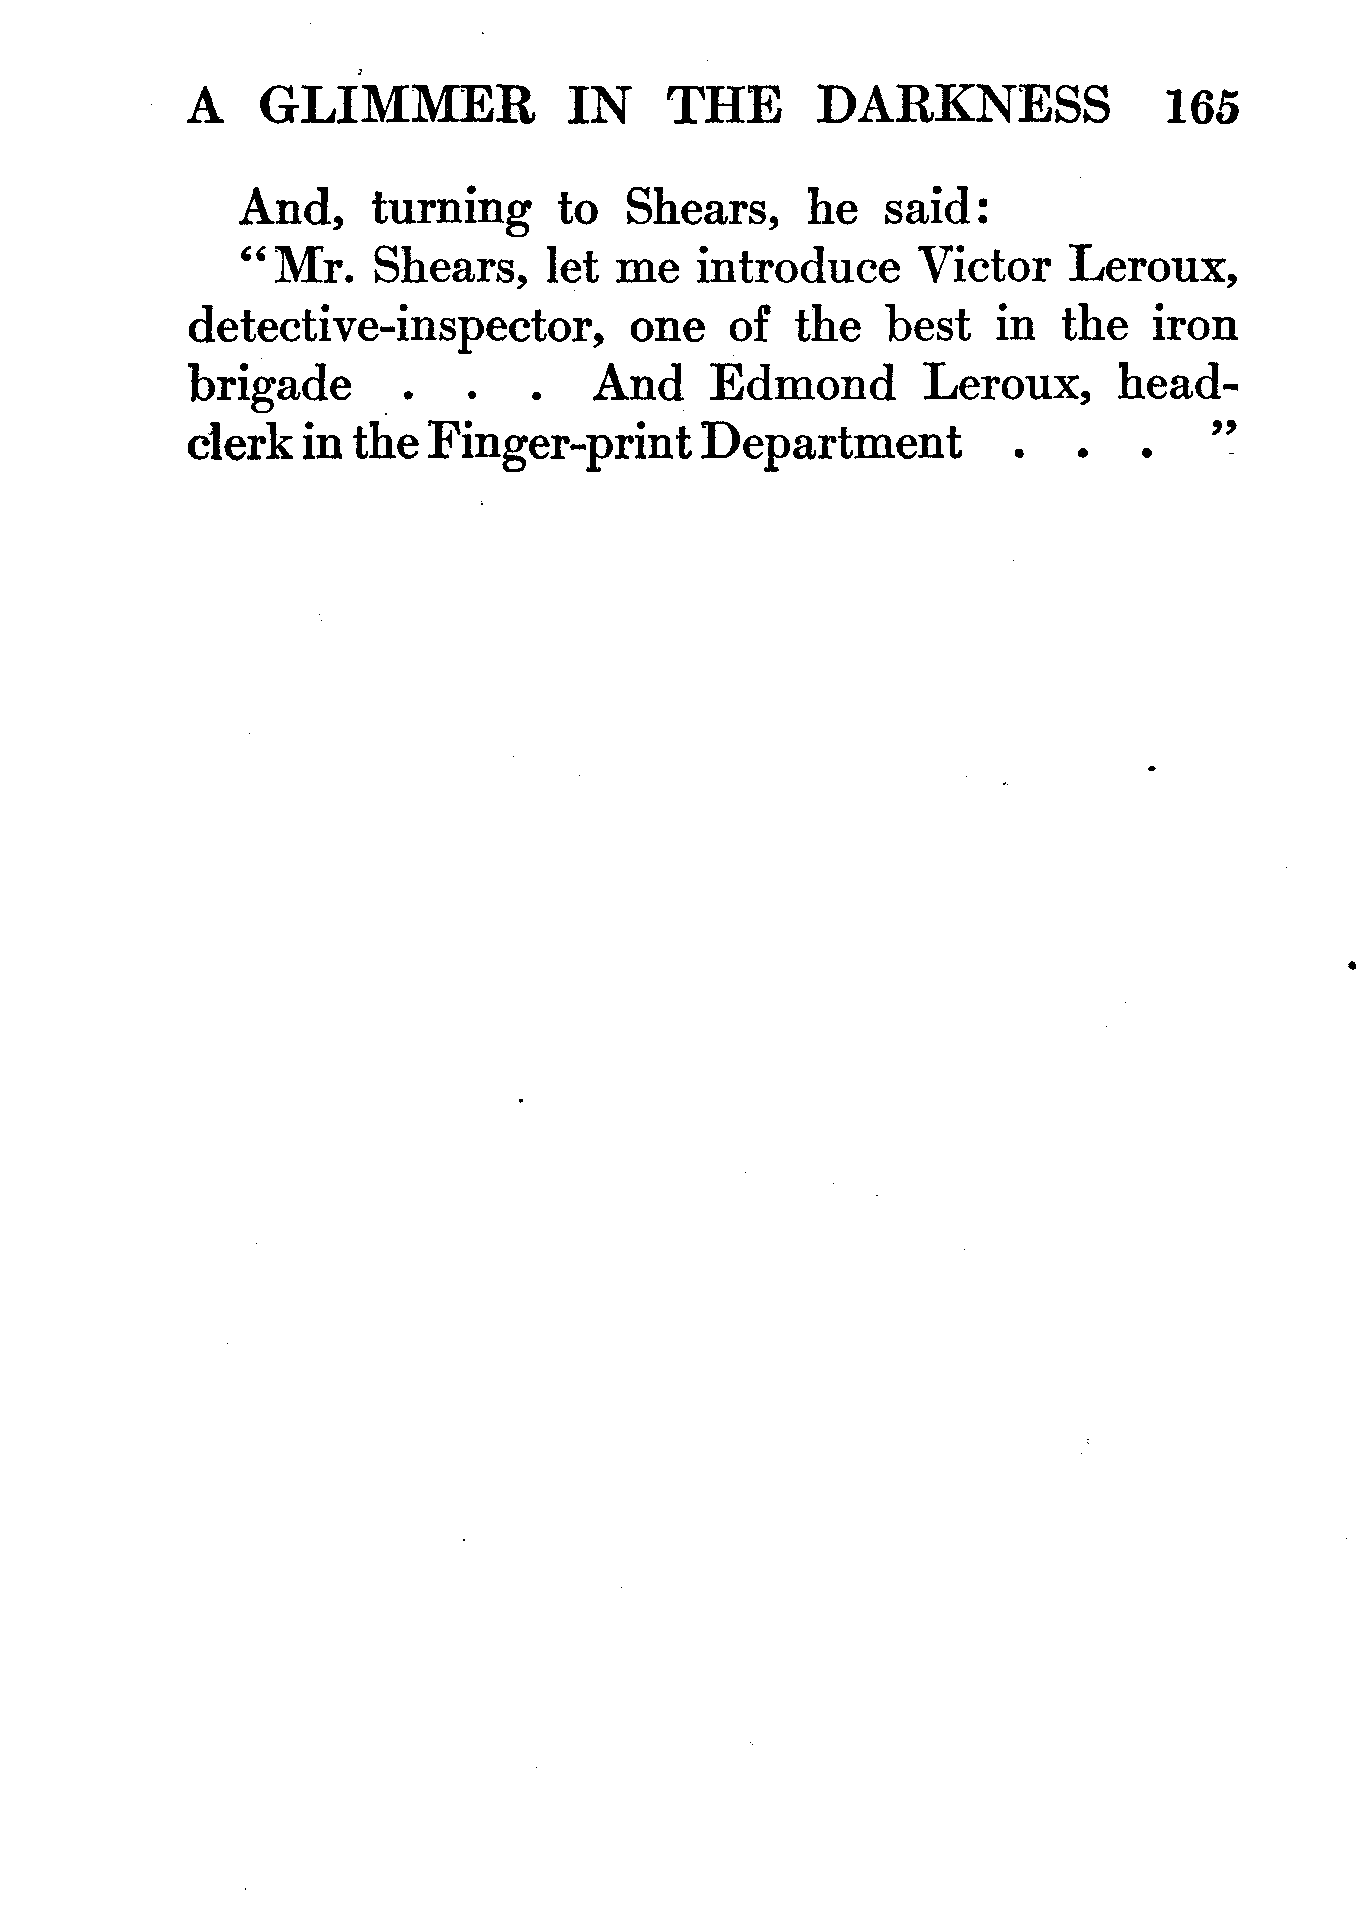 A GLIMMER IN THE DARKNESS 165
And, turning to Shears, he said:
“Mr. Shears, let me introduce Victor Leroux,
detective-inspector, one of the best in the iron
brigade . . . And Edmond Leroux, head-
clerk in the Finger-print Department . . . ”